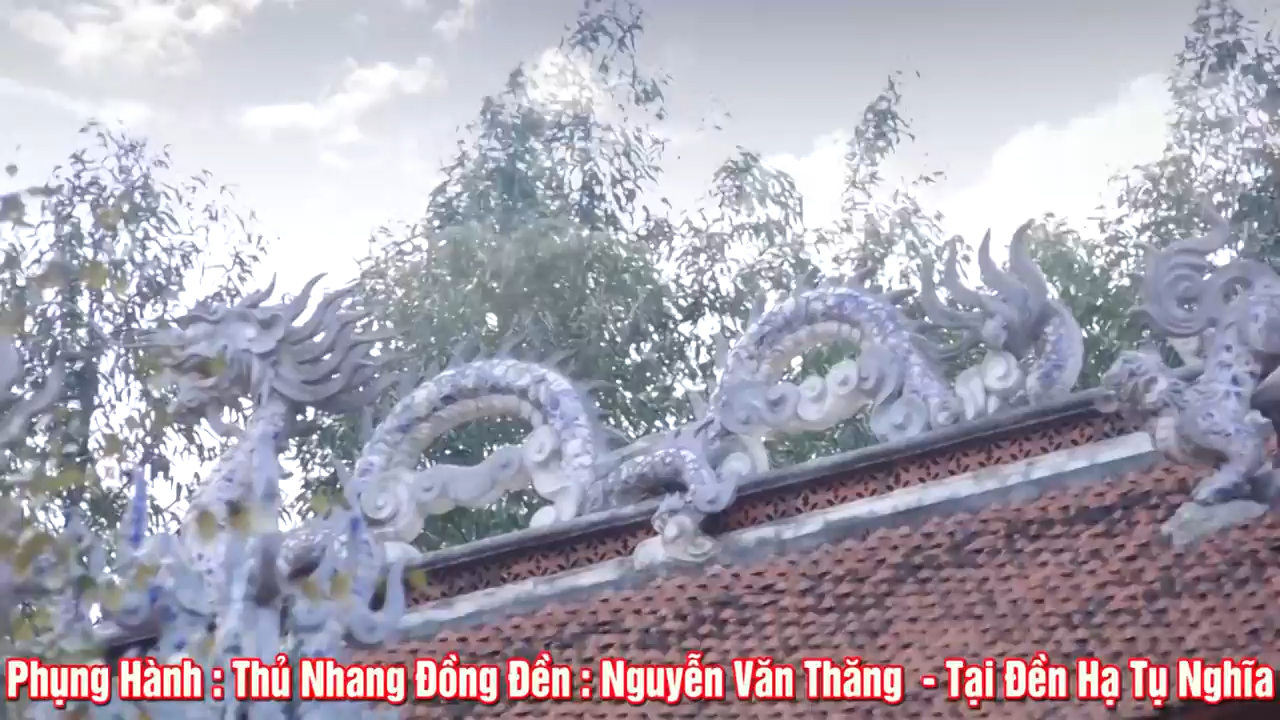 Phụng Hành : Thủ Nhang Đồng Đền : Nguyễn Văn Thăng - Tại Đền Hạ Tụ Nghĩa